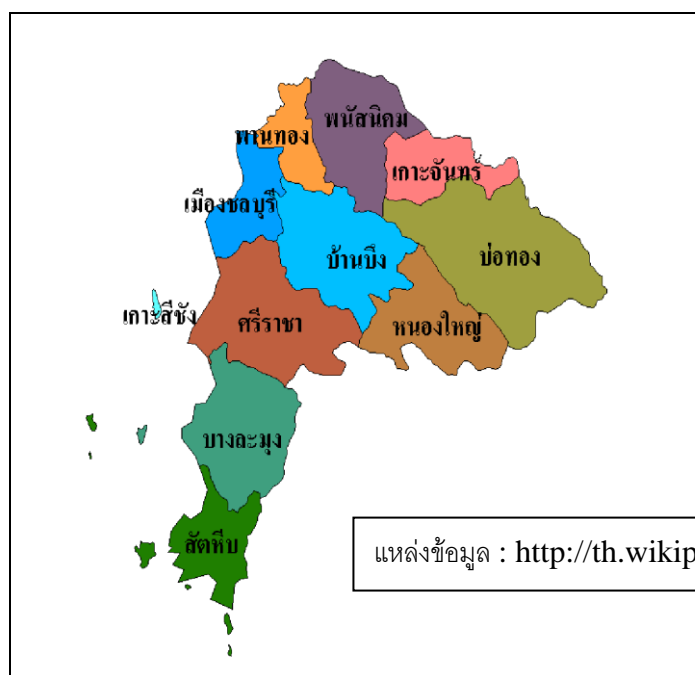 พนัสนิคม
พานทอง
เกาะจันทร์
เมืองชลบุรี
บ้านบึง
บ่อทอง
เกาะสีชัง
ศรีราชา
หนองใหญ่
บางละมุง
สัตหีบ
แหล่งข้อมูล : http://th.wikip